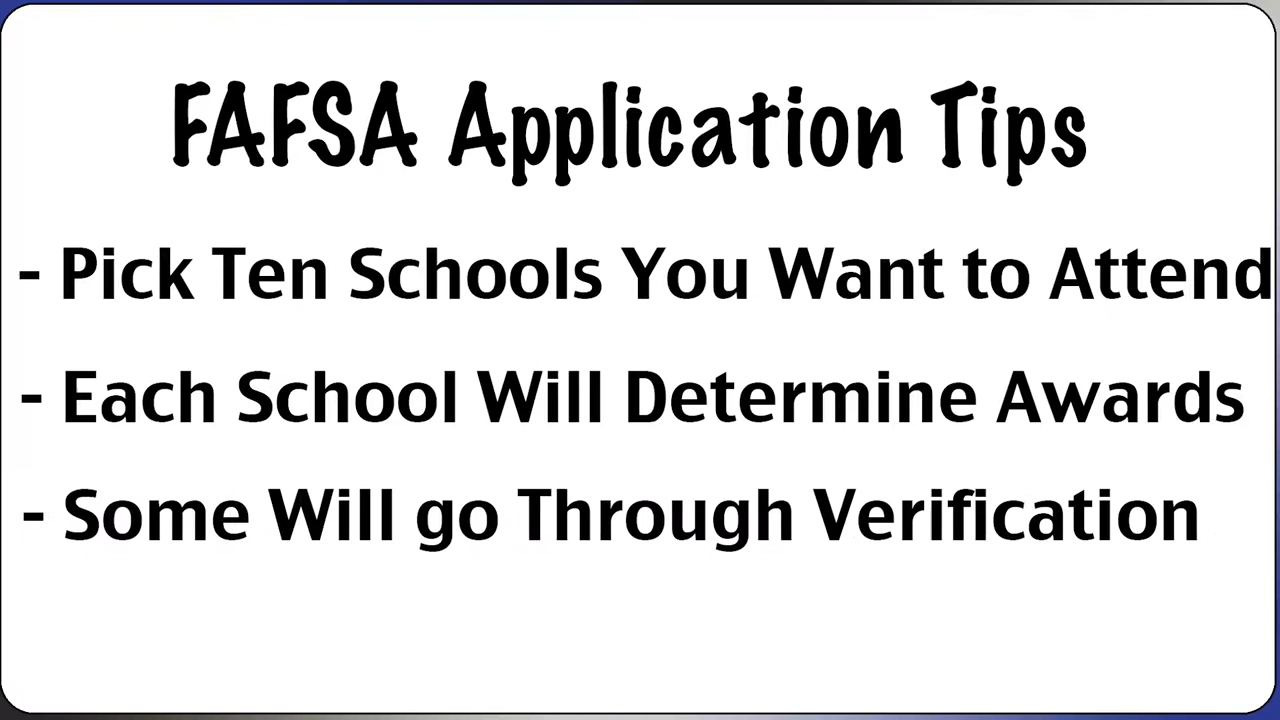 FAFSA Application Tips
- Pick Ten Schools You Want to Attend
- Each School Will Determine Awards
- Some Will go Through Verification